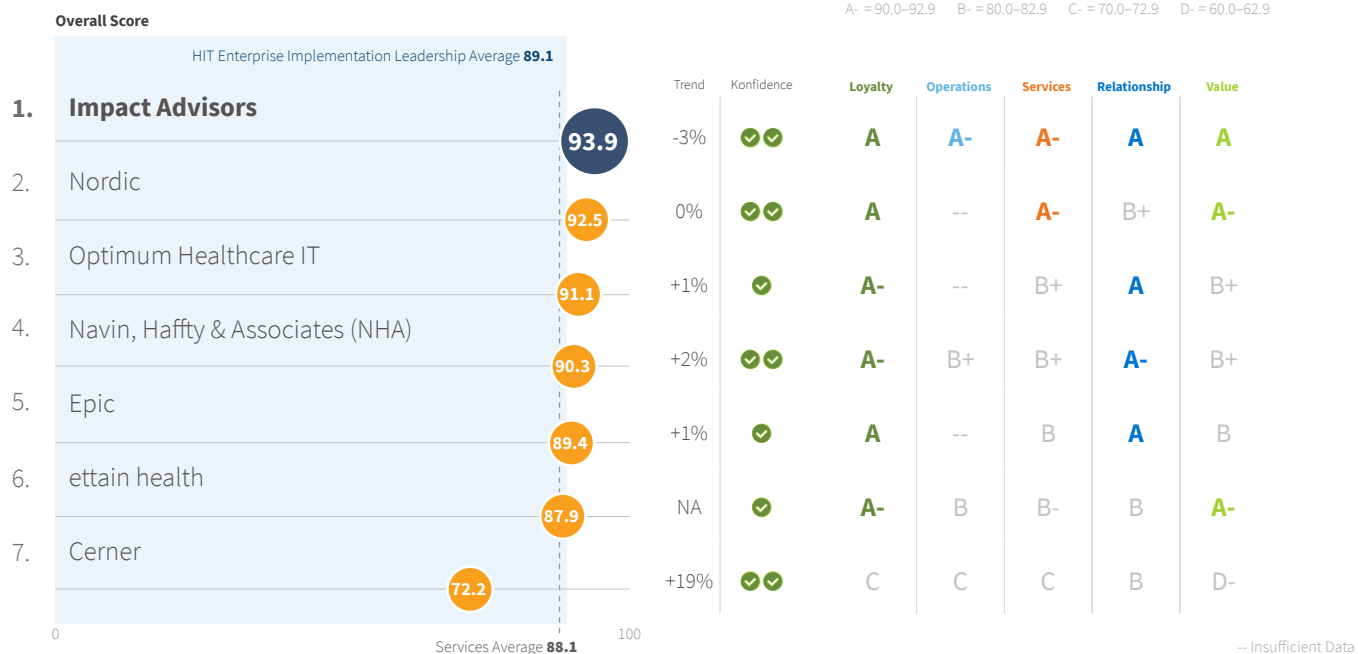 A- = 90.0–92.9 B- = 80.0–82.9 C- = 70.0–72.9 D- = 60.0–62.9
Overall Score
HIT Enterprise Implementation Leadership Average 89.1
Trend Konfidence Loyalty Operations Services Relationship Value
1. Impact Advisors
93.9 -3% A A- A- A A
2. Nordic
92.5 0% A -- A- B+ A-
3. Optimum Healthcare IT
91.1 +1% A- -- B+ A B+
4. Navin, Haffty & Associates (NHA)
90.3 +2% A- B+ B+ A- B+
5. Epic
89.4 +1% A -- B A B
6. ettain health
87.9 NA A- B B- B A-
7. Cerner
72.2 +19% C C C B D-
0 100
Services Average 88.1
-- Insufficient Data